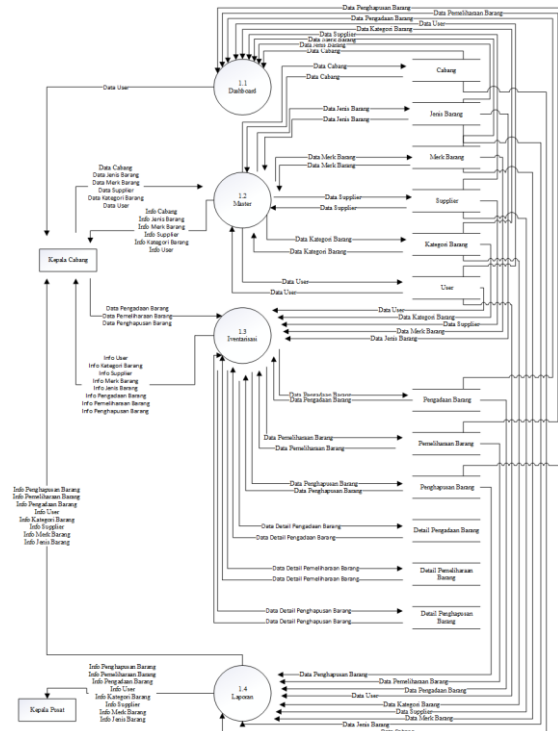 Data Penghapusan Barang
Data Pemeliharaan Barang
Data Pengadaan Barang
Data User
Data Kategori Barang
Data Supplier
Data Merk Barang
Data Jenis Barang
Data Cabang
1.1
Dashboard
Data User
Data Cabang
Data Cabang
Cabang
Data Jenis Barang
Data Jenis Barang
Jenis Barang
Data Merk Barang
Data Merk Barang
Merk Barang
Data Cabang
Data Jenis Barang
Data Merk Barang
Data Supplier
Data Kategori Barang
Data User
1.2
Master
Data Supplier
Data Supplier
Supplier
Info Cabang
Info Jenis Barang
Info Merk Barang
Info Supplier
Info Kategori Barang
Info User
Data Kategori Barang
Data Kategori Barang
Kategori Barang
Kepala Cabang
Data User
Data User
User
Data Pengadaan Barang
Data Pemeliharaan Barang
Data Penghapusan Barang
1.3
Inventarisasi
Data User
Data Kategori Barang
Data Supplier
Data Merk Barang
Data Jenis Barang
Info User
Info Kategori Barang
Info Supplier
Info Merk Barang
Info Jenis Barang
Info Pengadaan Barang
Info Pemeliharaan Barang
Info Penghapusan Barang
Data Pengadaan Barang
Data Pengadaan Barang
Pengadaan Barang
Data Pemeliharaan Barang
Data Pemeliharaan Barang
Pemeliharaan Barang
Data Penghapusan Barang
Data Penghapusan Barang
Penghapusan Barang
Info Penghapusan Barang
Info Pemeliharaan Barang
Info Pengadaan Barang
Info User
Info Kategori Barang
Info Supplier
Info Merk Barang
Info Jenis Barang
Data Detail Pengadaan Barang
Data Detail Pengadaan Barang
Detail Pengadaan Barang
Data Detail Pemeliharaan Barang
Data Detail Pemeliharaan Barang
Detail Pemeliharaan
Barang
Data Detail Penghapusan Barang
Data Detail Penghapusan Barang
Detail Penghapusan
Barang
Info Penghapusan Barang
Info Pemeliharaan Barang
Info Pengadaan Barang
Info User
Info Kategori Barang
Info Supplier
Info Merk Barang
Info Jenis Barang
Kepala Pusat
1.4
Laporan
Data Penghapusan Barang
Data Pemeliharaan Barang
Data Pengadaan Barang
Data User
Data Kategori Barang
Data Supplier
Data Merk Barang
Data Jenis Barang
Data Cabang